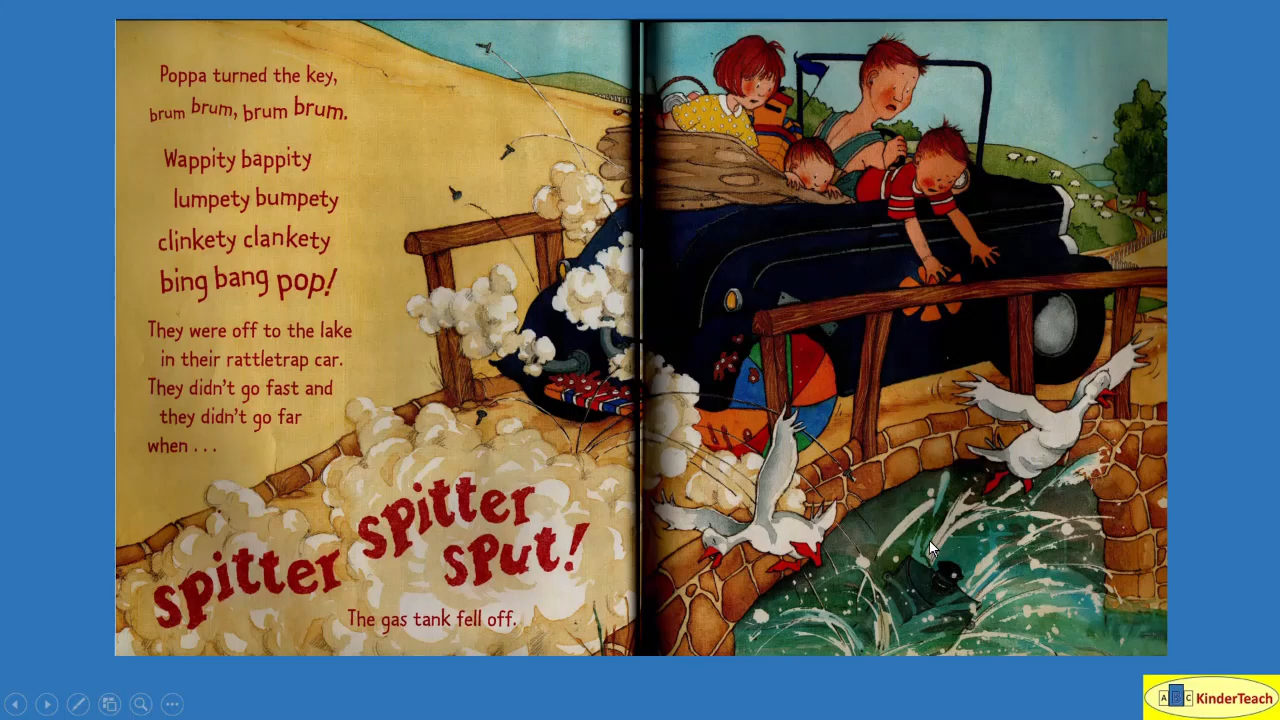 Poppa turned the key,
brum brum, brum brum.
Wappity bappity
lumpety bumpety
clinkety clankety
bing bang pop!
They were off to the lake
in their rattletrap car.
They didn't go fast and
they didn't go far
when . . .
spitter spitter
sput!
The gas tank fell off.
ABC KinderTeach